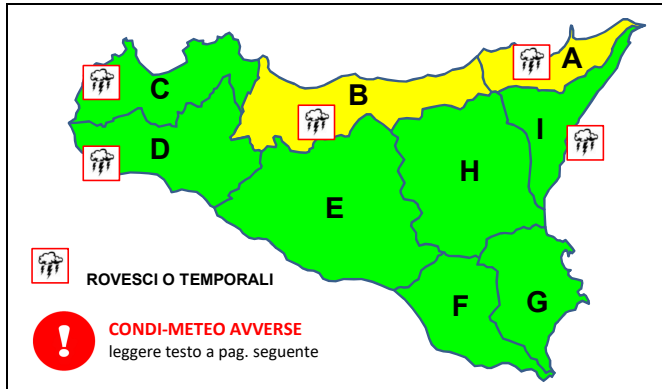 A
B
C
I
D
H
E
F
G
ROVESCI O TEMPORALI
!
CONDI-METEO AVVERSE
leggere testo a pag. seguente